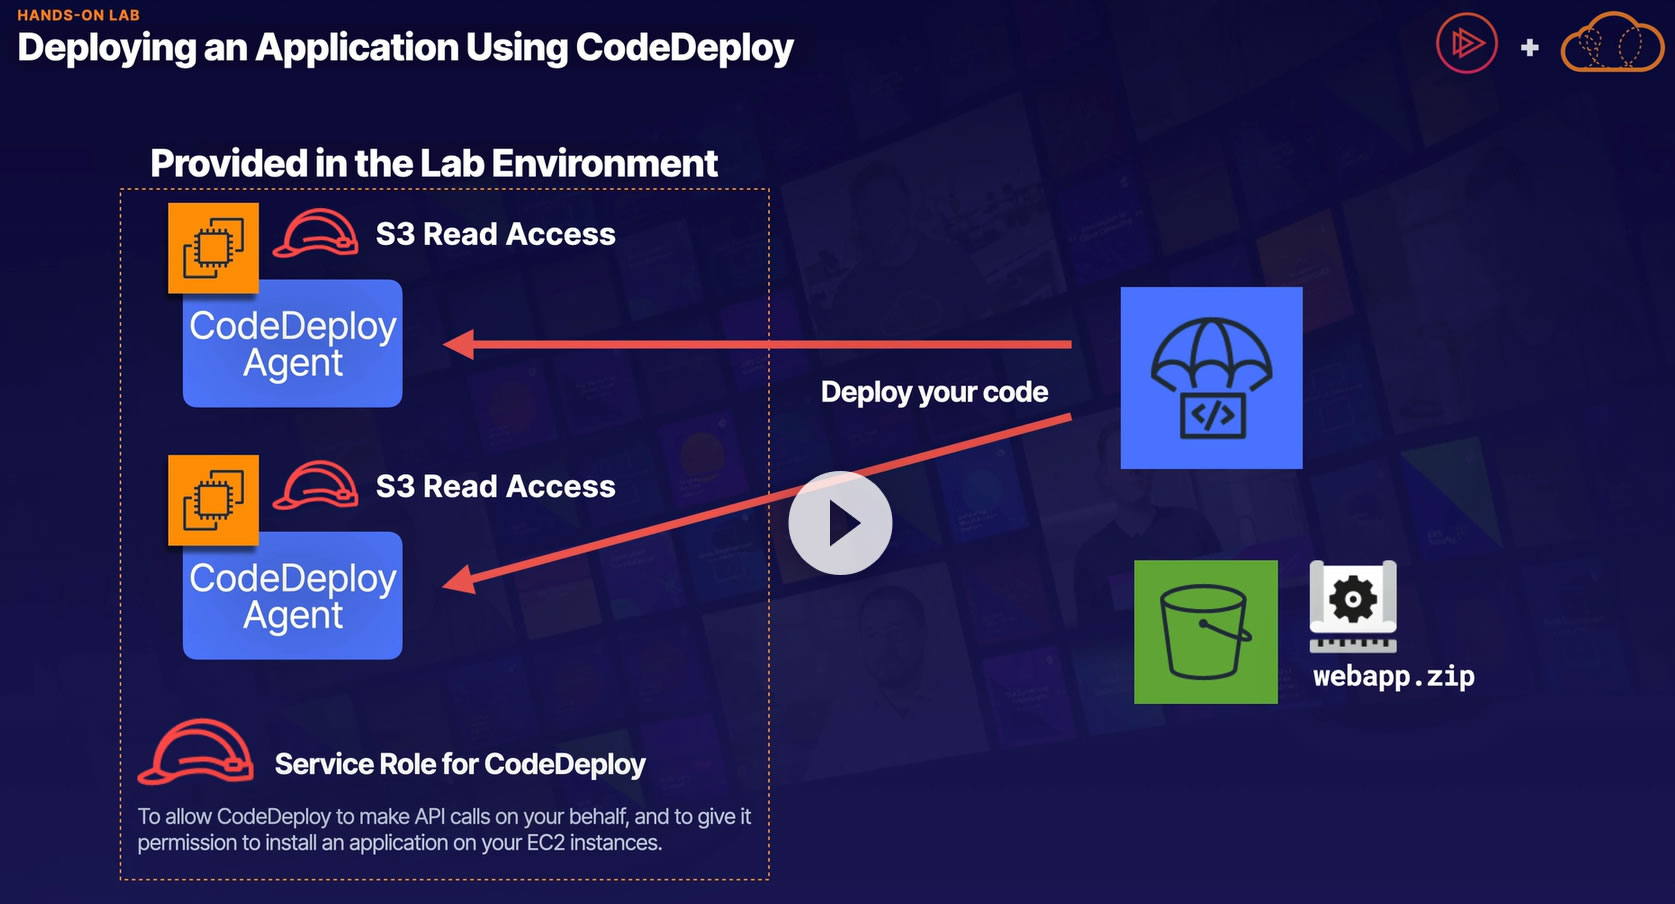 HANDS-ON LAB
Deploying an Application Using CodeDeploy
Provided in the Lab Environment
S3 Read Access
CodeDeploy
Agent
Deploy your code
</>
S3 Read Access
CodeDeploy
Agent
webapp.zip
Service Role for CodeDeploy
To allow CodeDeploy to make API calls on your behalf, and to give it
permission to install an application on your EC2 instances.